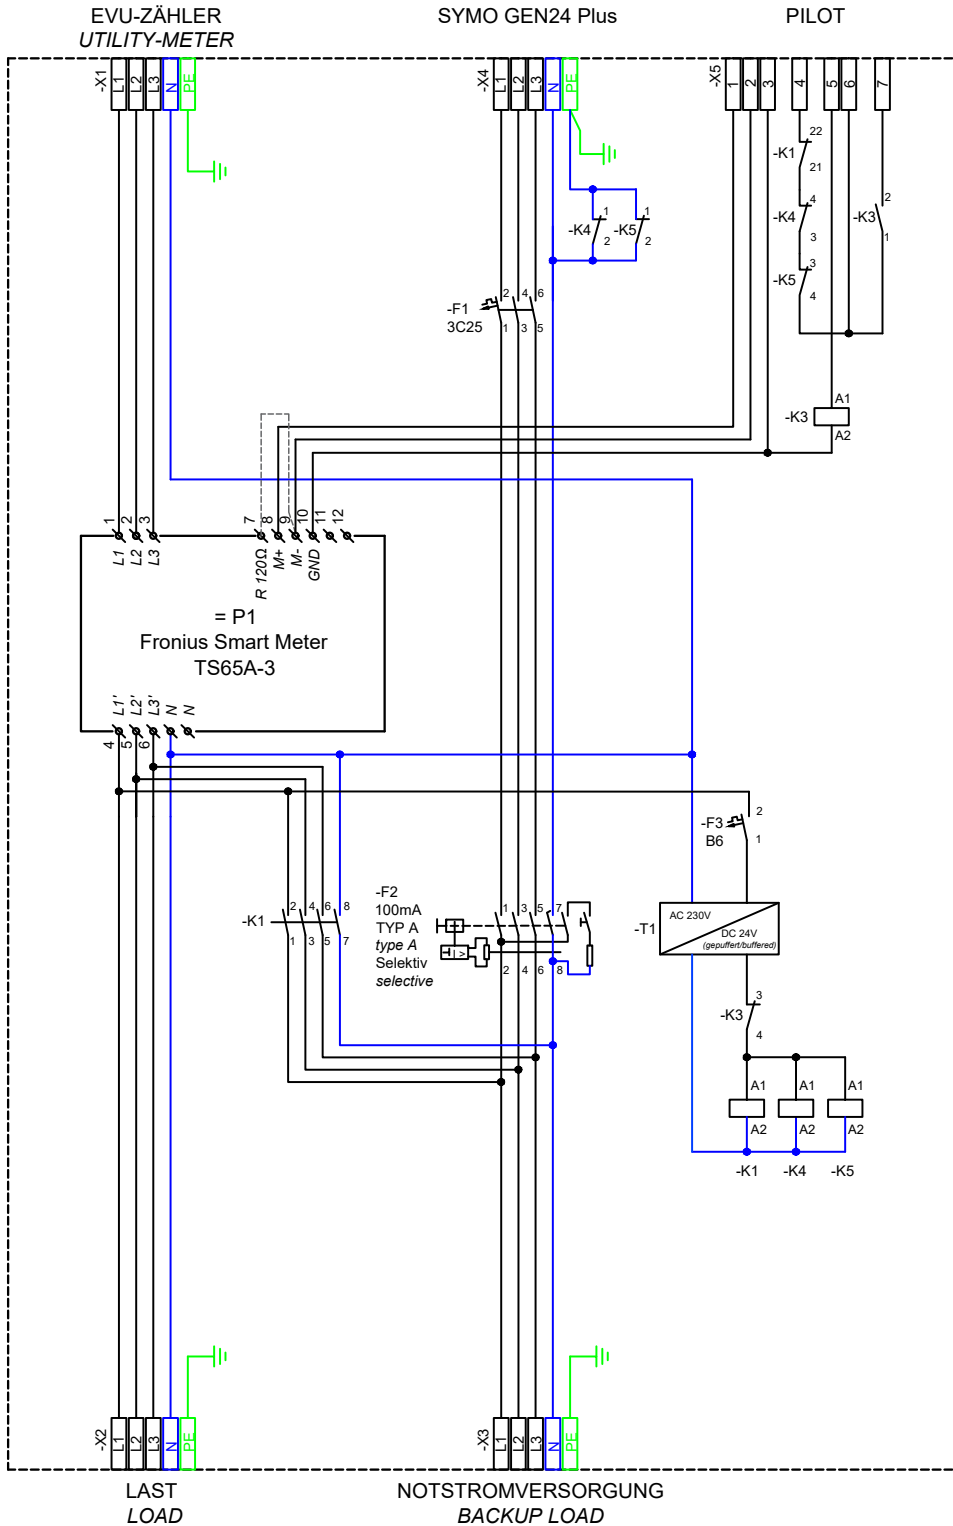 EVU-ZÄHLER
UTILITY-METER
SYMO GEN24 Plus
PILOT
-X1 L1 L2 L3 N PE
-X4 L1 L2 L3 N PE
-X5 1 2 3 4 5 6 7
-K1 22 21
-K4 4 3
-K5 3 4
-K3 2 1
-K4 1 2
-K5 1 2
-F1
3C25
2 4 6
1 3 5
-K3 A1 A2
1 2 3 7 8 9 10 11 12
L1 L2 L3 R 120Ω M+ M- GND
= P1
Fronius Smart Meter
TS65A-3
L1' L2' L3' N N
4 5 6
-F3
B6
2
1
-K1
2 4 6 8
1 3 5 7
-F2
100mA
TYP A
type A
Selektiv
selective
1 3 5 7
2 4 6 8
I >
-T1
AC 230V
DC 24V
(gepuffert/buffered)
-K3 3 4
A1 A1 A1
A2 A2 A2
-K1 -K4 -K5
-X2 L1 L2 L3 N PE
-X3 L1 L2 L3 N PE
LAST
LOAD
NOTSTROMVERSORGUNG
BACKUP LOAD